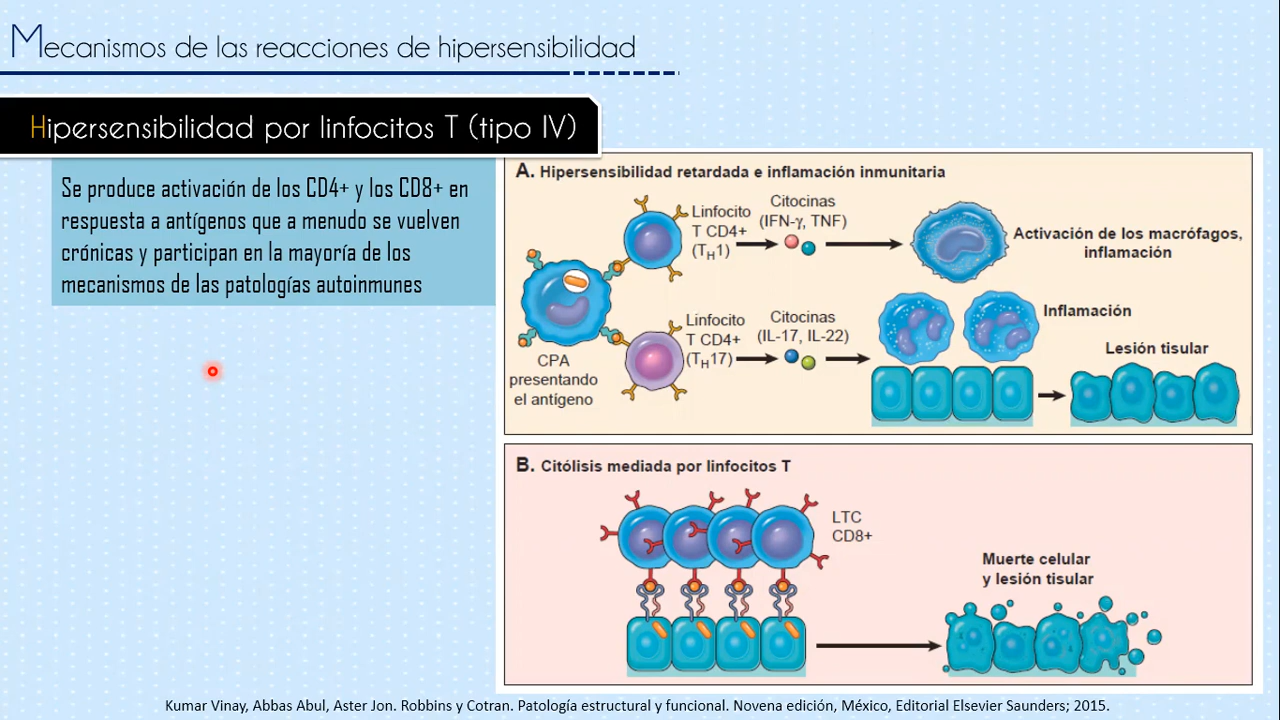 Mecanismos de las reacciones de hipersensibilidad
Hipersensibilidad por linfocitos T (tipo IV)
Se produce activación de los CD4+ y los CD8+ en
respuesta a antígenos que a menudo se vuelven
crónicas y participan en la mayoría de los
mecanismos de las patologías autoinmunes
A. Hipersensibilidad retardada e inflamación inmunitaria
Linfocito
T CD4+
(TH1)
Citocinas
(IFN-γ, TNF)
Activación de los macrófagos,
inflamación
CPA
presentando
el antígeno
Linfocito
T CD4+
(TH17)
Citocinas
(IL-17, IL-22)
Inflamación
Lesión tisular
B. Citólisis mediada por linfocitos T
LTC
CD8+
Muerte celular
y lesión tisular
Kumar Vinay, Abbas Abul, Aster Jon. Robbins y Cotran. Patología estructural y funcional. Novena edición, México, Editorial Elsevier Saunders; 2015.